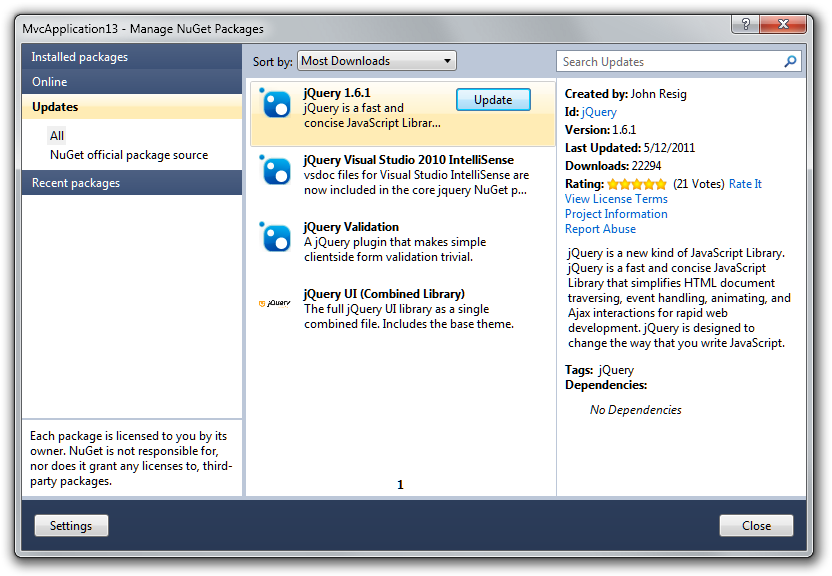 MvcApplication13 - Manage NuGet Packages
?
Installed packages
Online
Updates
All
NuGet official package source
Recent packages
Each package is licensed to you by its
owner. NuGet is not responsible for,
nor does it grant any licenses to, third-
party packages.
Sort by: Most Downloads
jQuery 1.6.1
jQuery is a fast and
concise JavaScript Librar...
Update
jQuery Visual Studio 2010 IntelliSense
vsdoc files for Visual Studio IntelliSense are
now included in the core jquery NuGet p...
jQuery Validation
A jQuery plugin that makes simple
clientside form validation trivial.
jQuery
jQuery UI (Combined Library)
The full jQuery UI library as a single
combined file. Includes the base theme.
1
Search Updates
Created by: John Resig
Id: jQuery
Version: 1.6.1
Last Updated: 5/12/2011
Downloads: 22294
Rating: (21 Votes) Rate It
View License Terms
Project Information
Report Abuse
jQuery is a new kind of JavaScript Library.
jQuery is a fast and concise JavaScript
Library that simplifies HTML document
traversing, event handling, animating, and
Ajax interactions for rapid web
development. jQuery is designed to
change the way that you write JavaScript.
Tags: jQuery
Dependencies:
No Dependencies
Settings
Close